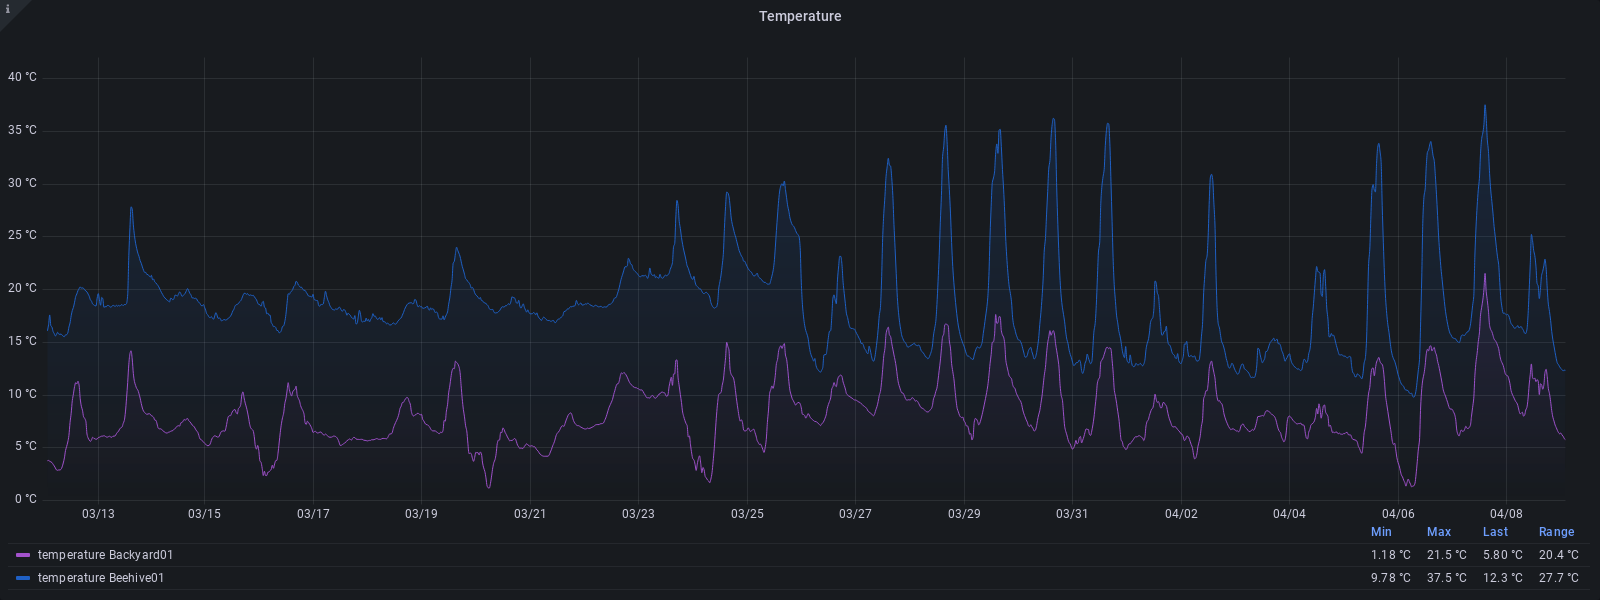 i
Temperature
40 °C
35 °C
30 °C
25 °C
20 °C
15 °C
10 °C
5 °C
0 °C
03/13 03/15 03/17 03/19 03/21 03/23 03/25 03/27 03/29 03/31 04/02 04/04 04/06 04/08
Min Max Last Range
temperature Backyard01 1.18 °C 21.5 °C 5.80 °C 20.4 °C
temperature Beehive01 9.78 °C 37.5 °C 12.3 °C 27.7 °C